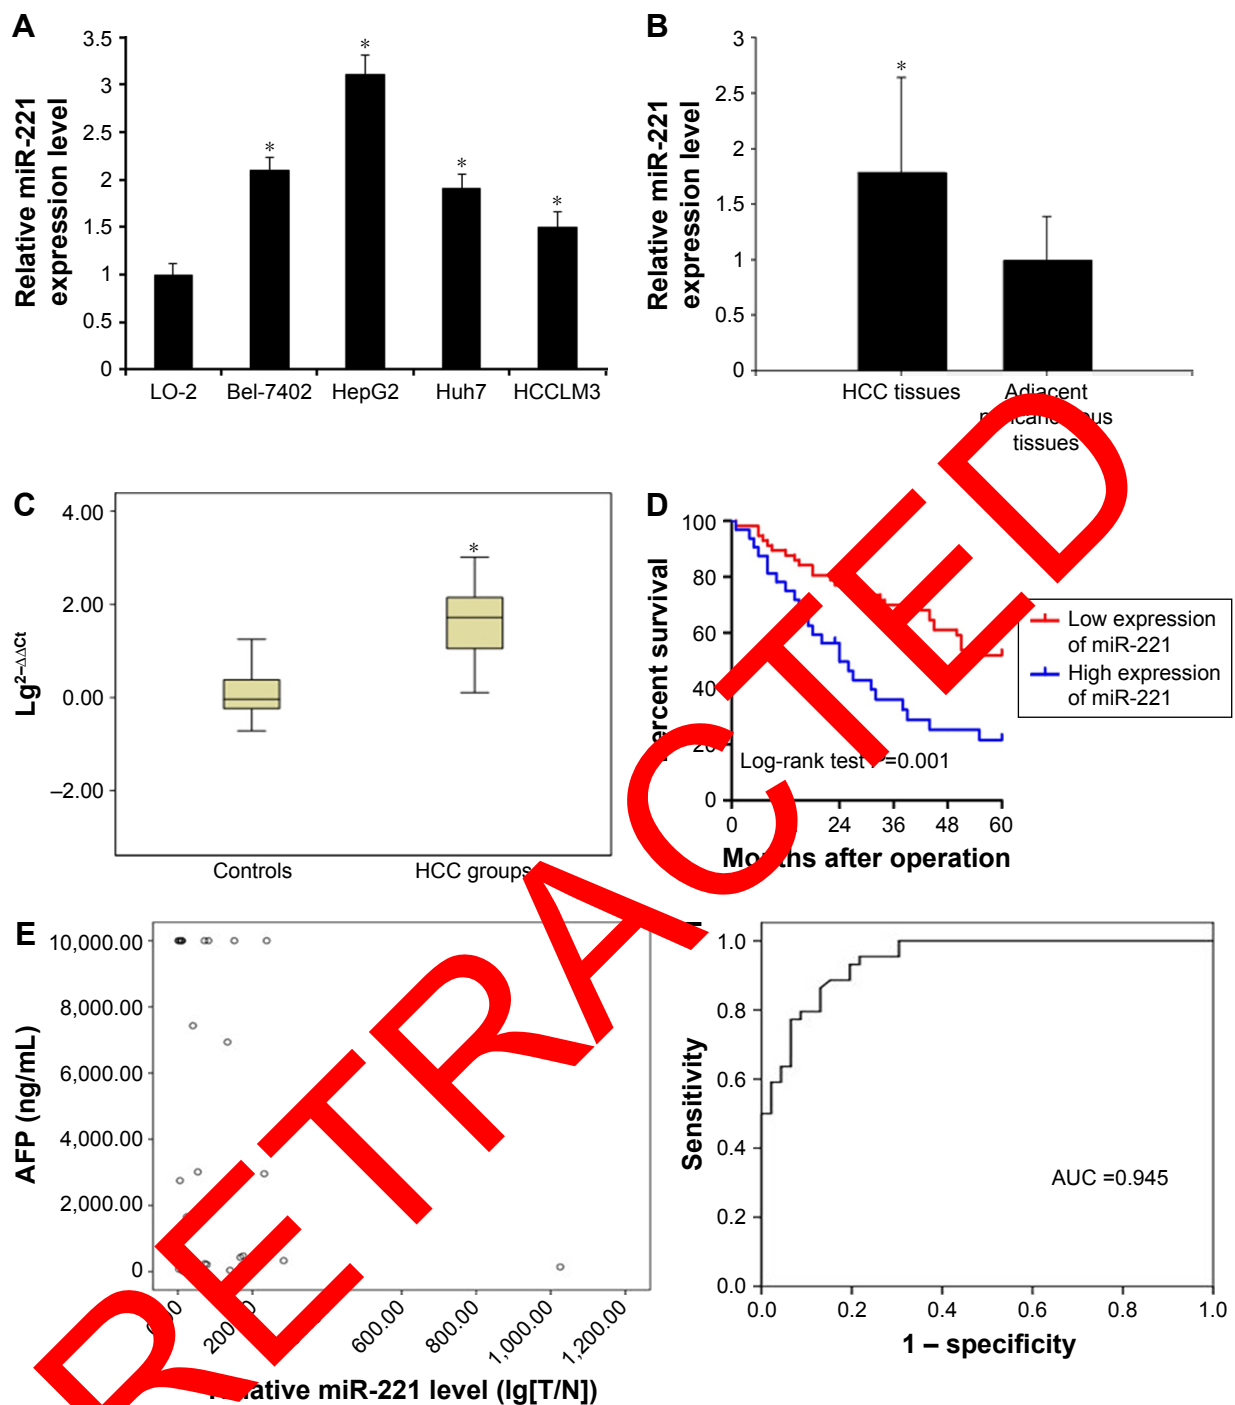 A
3.5
3
2.5
2
1.5
1
0.5
0
Relative miR-221
expression level
*
*
*
*
LO-2 Bel-7402 HepG2 Huh7 HCCLM3
B
3
2.5
2
1.5
1
0.5
0
Relative miR-221
expression level
*
HCC tissues
Adjacent
tissues
C
4.00
2.00
0.00
–2.00
Lg2–ΔΔCt
*
Controls HCC groups
D
100
80
60
40
0
survival
Low expression
of miR-221
High expression
of miR-221
Log-rank test =0.001
0 24 36 48 60
after operation
E
10,000.00
8,000.00
6,000.00
4,000.00
2,000.00
0
AFP (ng/mL)
600.00 800.00 1,000.00 1,200.00
miR-221 level (lg[T/N])
1.0
0.8
0.6
0.4
0.2
0.0
Sensitivity
AUC =0.945
0.0 0.2 0.4 0.6 0.8 1.0
1 – specificity
RETRACTED